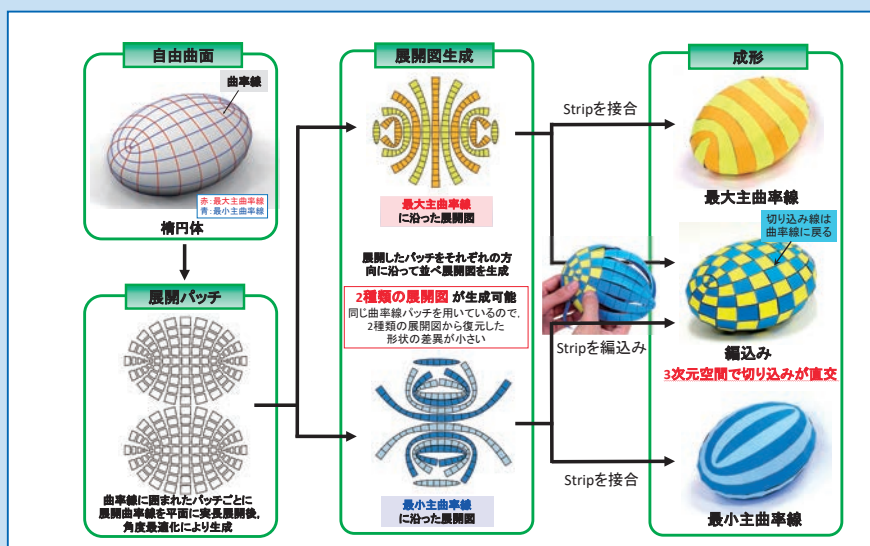 自由曲面
曲率線
赤:最大主曲率線
青:最小主曲率線
楕円体
展開パッチ
曲率線に囲まれたパッチごとに
展開曲率線を平面に実長展開後,
角度最適化により生成
展開図生成
最大主曲率線
に沿った展開図
展開したパッチをそれぞれの方
向に沿って並べ展開図を生成
2種類の展開図 が生成可能
同じ曲率線パッチを用いているので,
2種類の展開図から復元した
形状の差異が小さい
最小主曲率線
に沿った展開図
Stripを接合
Stripを編込み
Stripを接合
成形
最大主曲率線
切り込み線は
曲率線に戻る
編込み
3次元空間で切り込みが直交
最小主曲率線